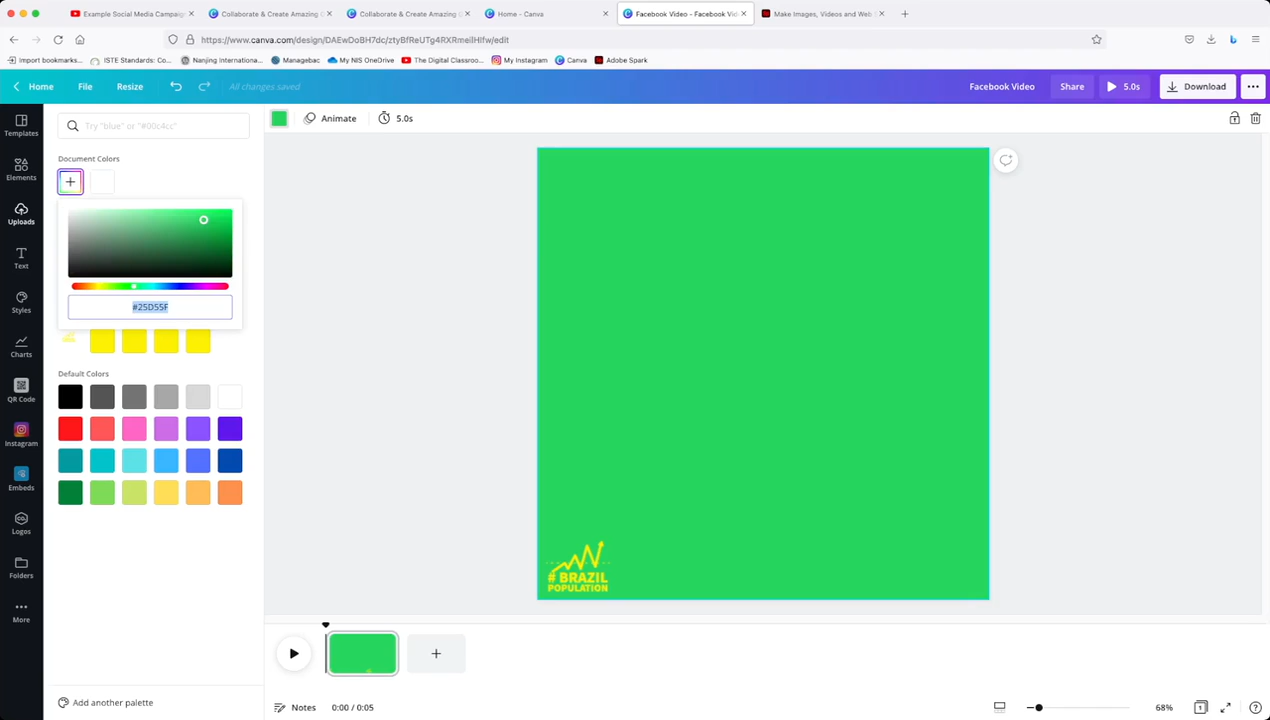 Example Social Media Campaign
Collaborate & Create Amazing G
Collaborate & Create Amazing G
Home - Canva
Facebook Video - Facebook Vid
Make Images, Videos and Web S
https://www.canva.com/design/DAEwDoBH7dc/ztyBfReUTg4RXRmeilHlfw/edit
Import bookmarks...
ISTE Standards: Co...
Nanjing Internationa...
Managebac
My NIS OneDrive
The Digital Classroo...
My Instagram
Canva
Adobe Spark
Home
File
Resize
All changes saved
Facebook Video
Share
5.0s
Download
Templates
Elements
Uploads
Text
Styles
Charts
QR Code
Instagram
Embeds
Logos
Folders
More
Try "blue" or "#00c4cc"
Document Colors
#25D55F
Default Colors
Add another palette
Animate
5.0s
# BRAZIL
POPULATION
Notes
0:00 / 0:05
68%
1